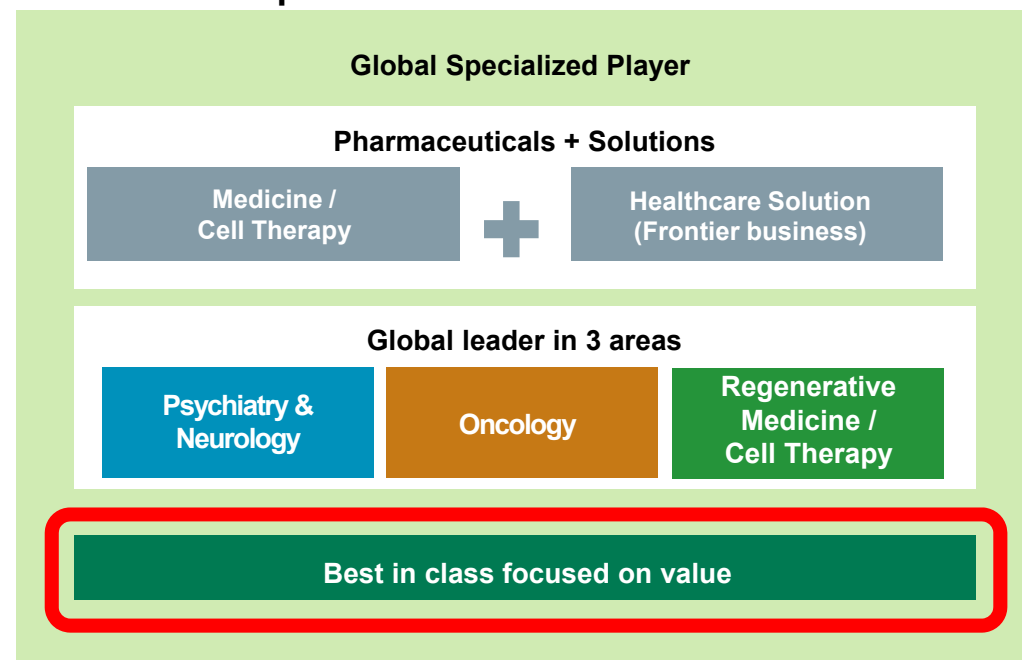 Global Specialized Player
Pharmaceuticals + Solutions
Medicine /
Cell Therapy
Healthcare Solution
(Frontier business)
Global leader in 3 areas
Psychiatry &
Neurology
Oncology
Regenerative
Medicine /
Cell Therapy
Best in class focused on value